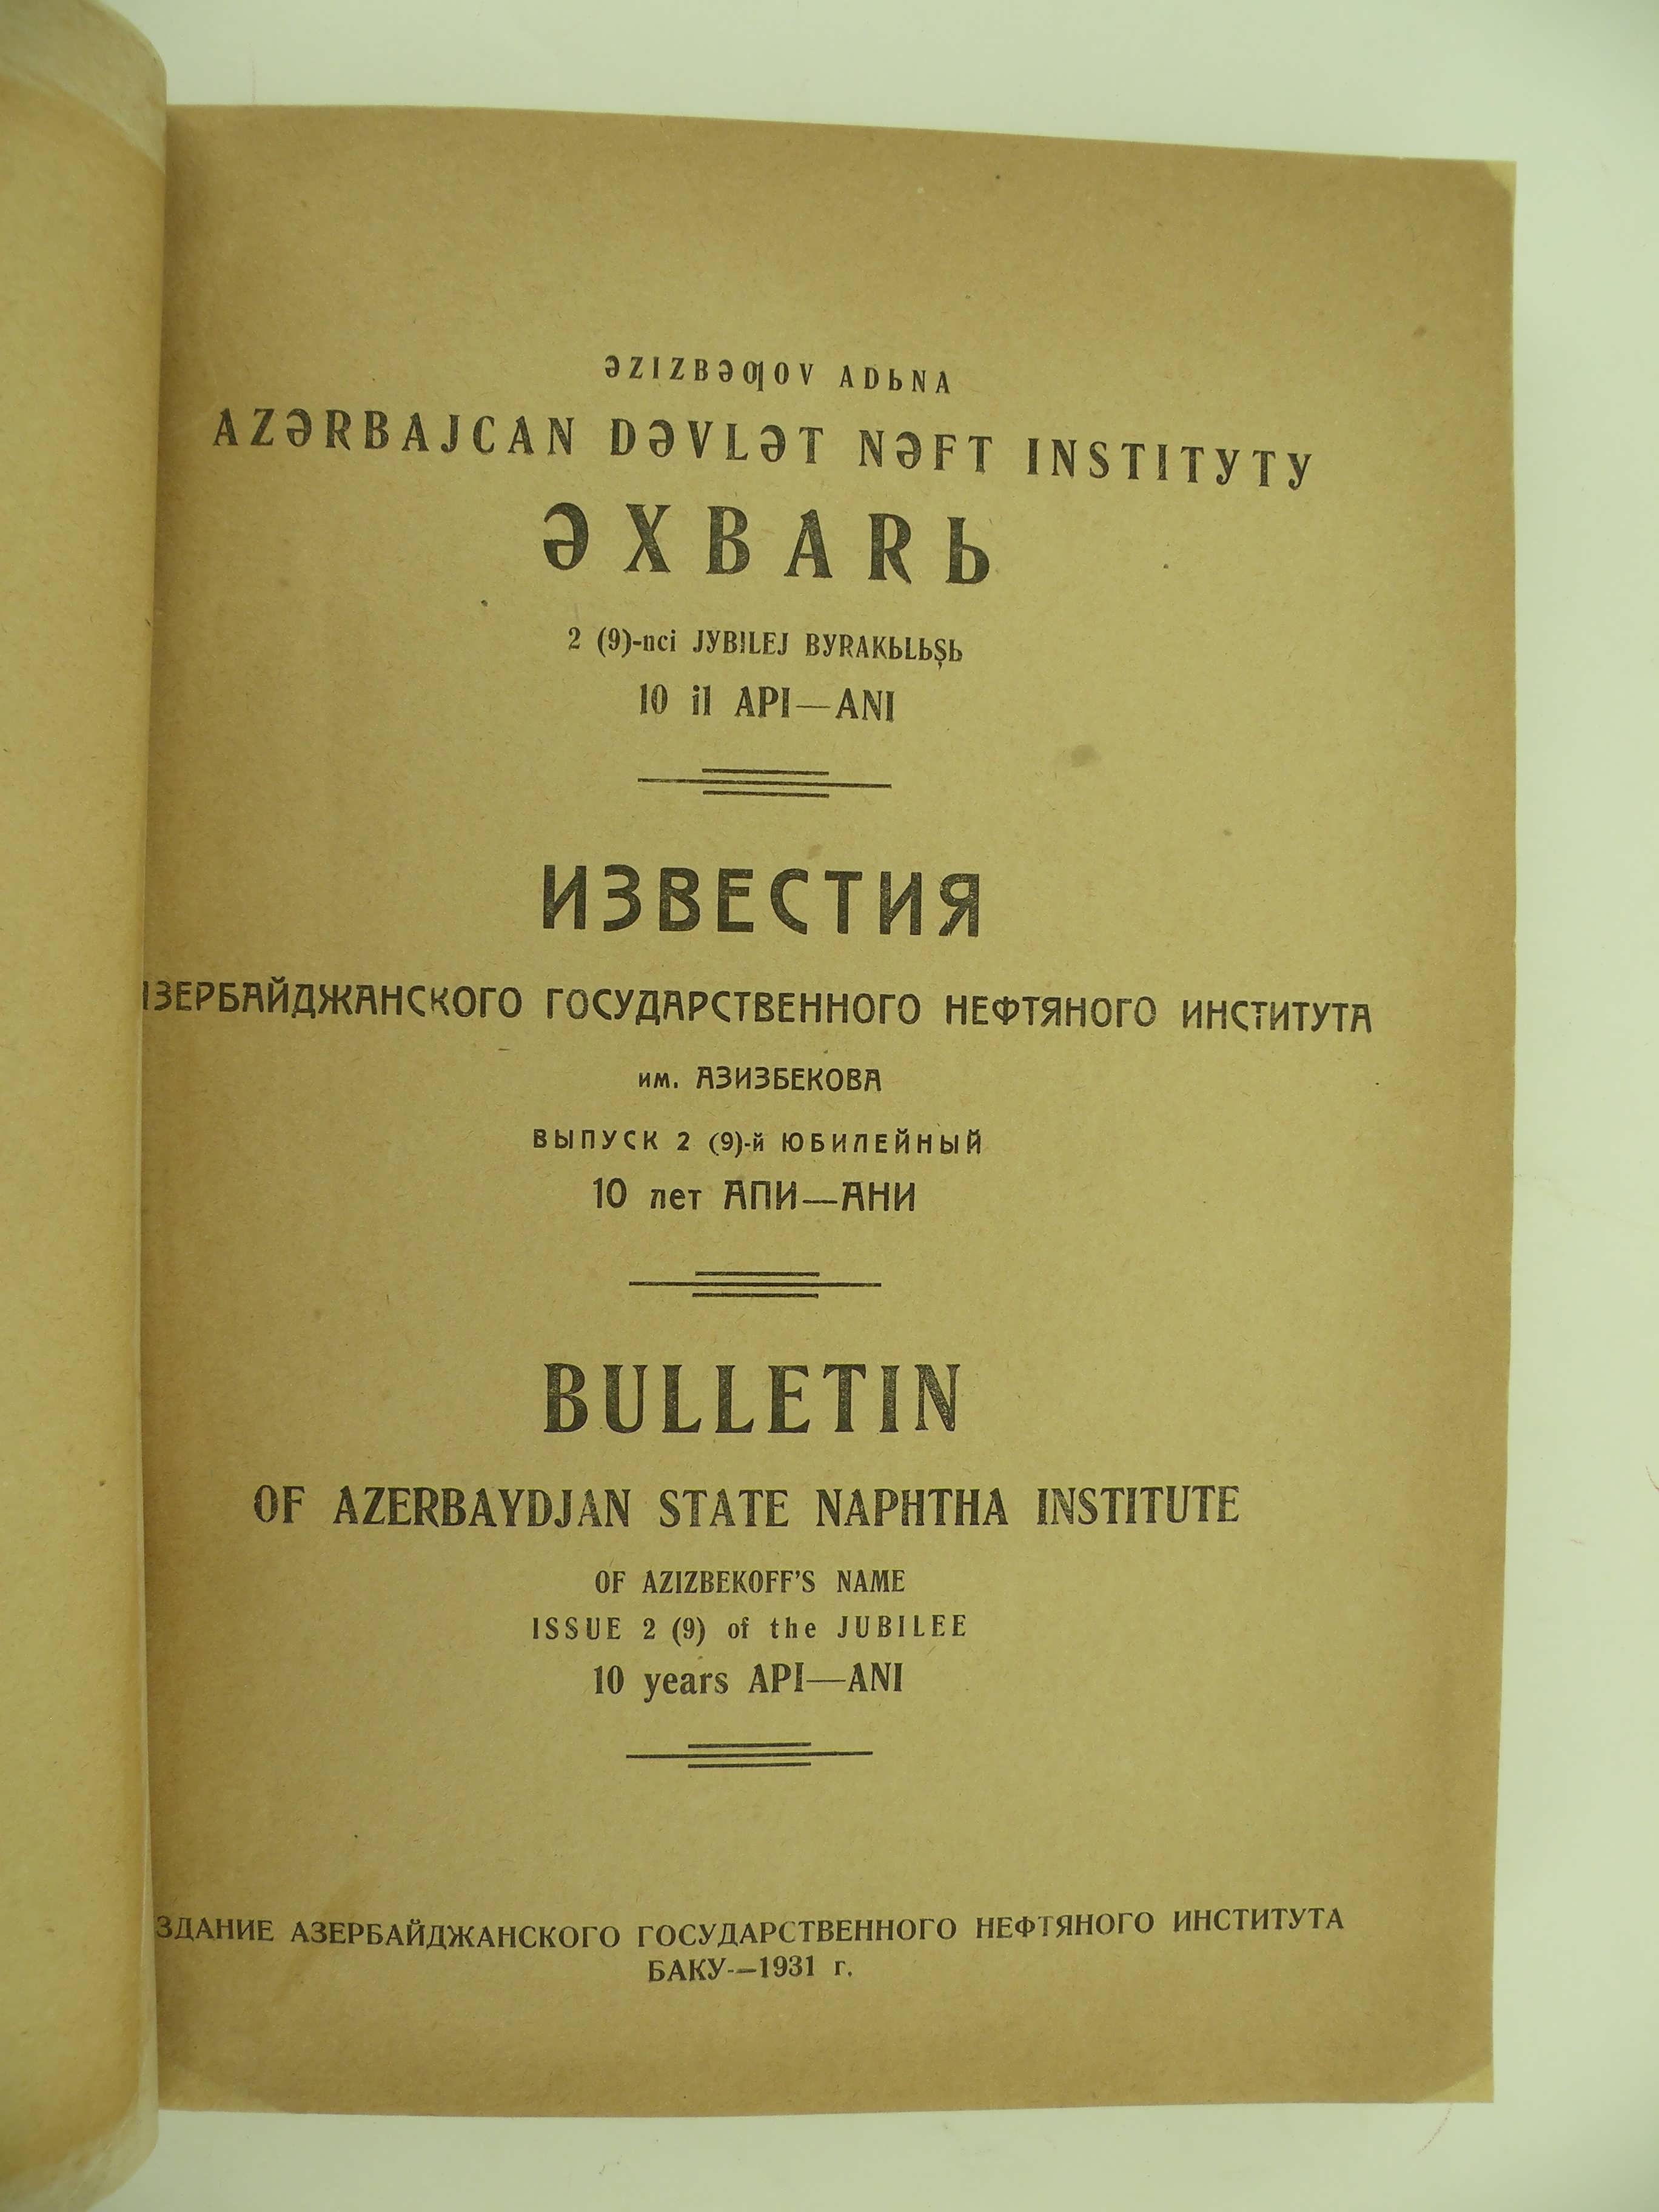 ƏZIZBƏƢOV ADЬNA
AZƏRBAJCAN DƏVLƏT NƏFT INSTITYTY
ƏXBARЬ
2 (9)-nci JYBILEJ BYRAKЬLЬŞЬ
10 il API—ANI
ИЗВЕСТИЯ
АЗЕРБАЙДЖАНСКОГО ГОСУДАРСТВЕННОГО НЕФТЯНОГО ИНСТИТУТА
им. АЗИЗБЕКОВА
ВЫПУСК 2 (9)-й ЮБИЛЕЙНЫЙ
10 лет АПИ—АНИ
BULLETIN
OF AZERBAYDJAN STATE NAPHTHA INSTITUTE
OF AZIZBEKOFF'S NAME
ISSUE 2 (9) of the JUBILEE
10 years API—ANI
ЗДАНИЕ АЗЕРБАЙДЖАНСКОГО ГОСУДАРСТВЕННОГО НЕФТЯНОГО ИНСТИТУТА
БАКУ—1931 г.